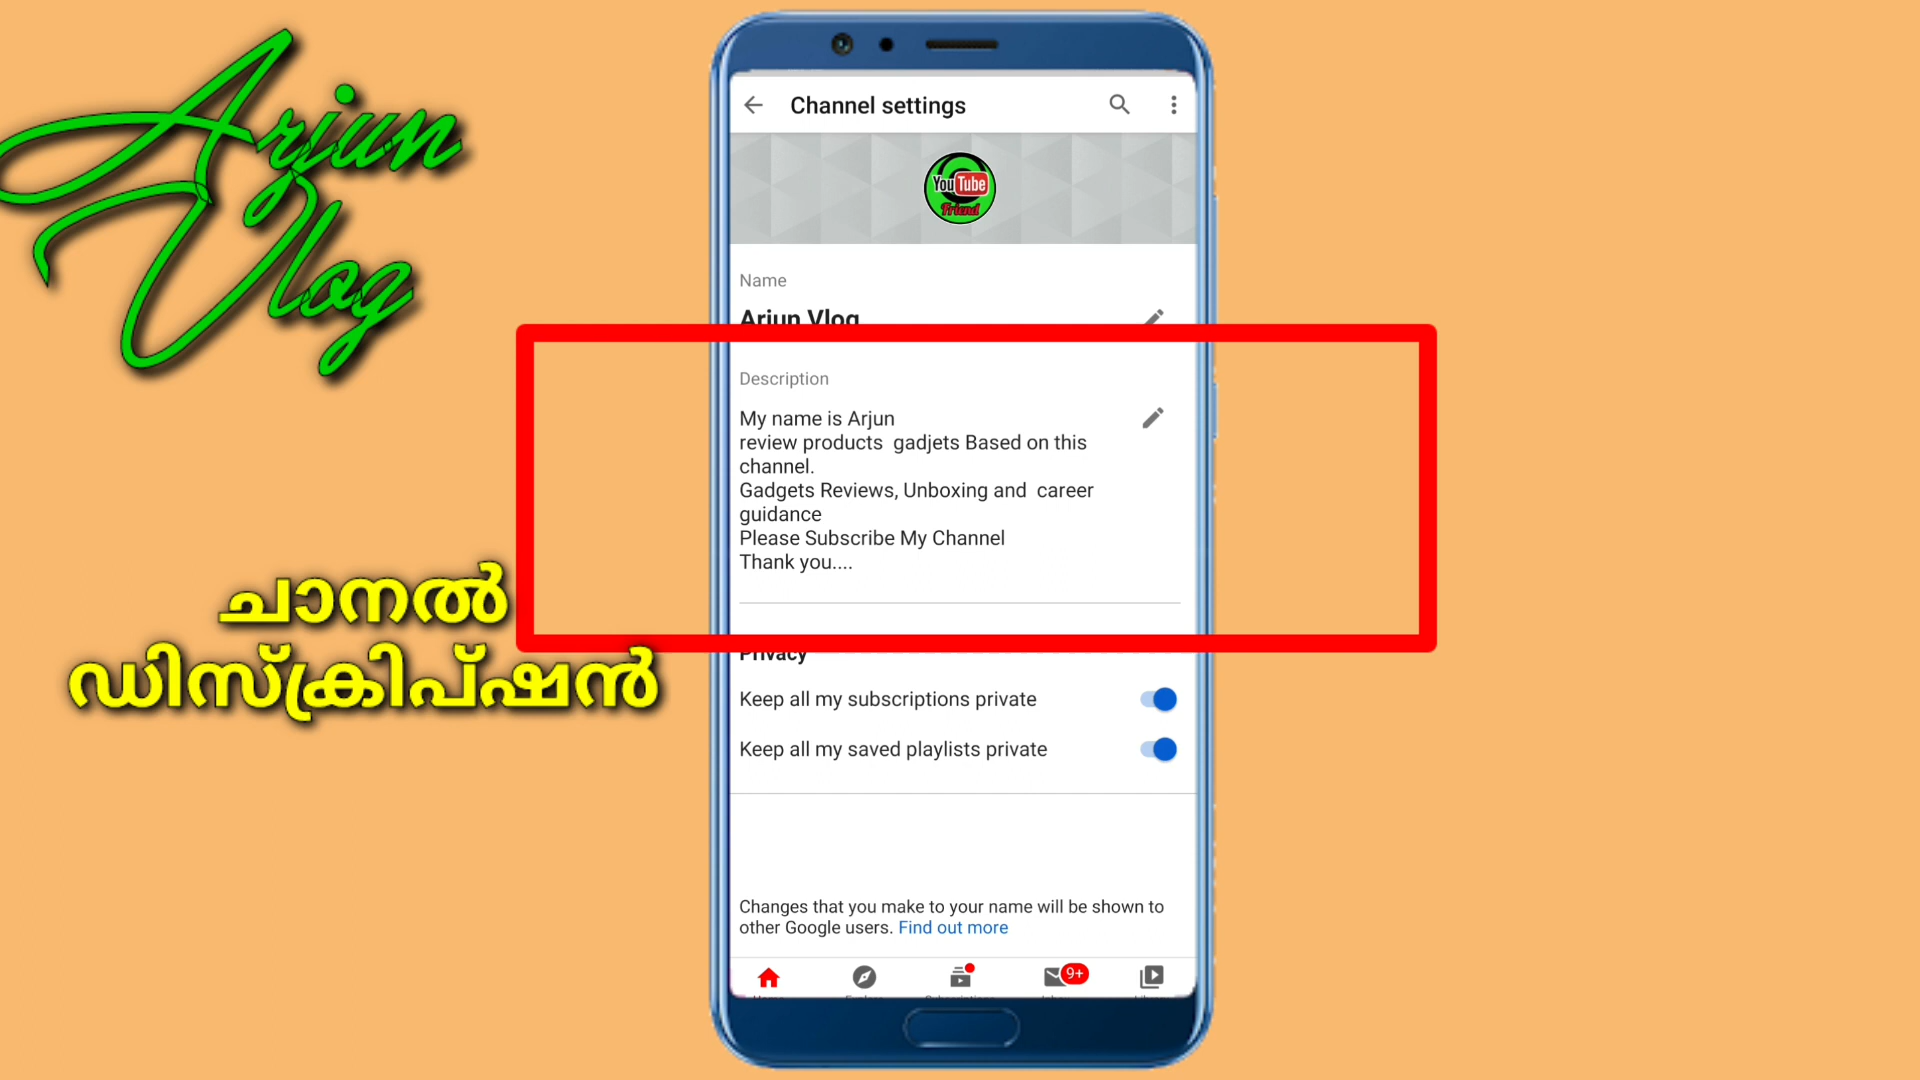 Arjun
Vlog
Channel settings
YouTube
Friend
Name
Arjun Vlog
Description
My name is Arjun
review products  gadjets Based on this
channel.
Gadgets Reviews, Unboxing and  career
guidance
Please Subscribe My Channel
Thank you....
ചാനൽ
ഡിസ്ക്രിപ്ഷൻ
Privacy
Keep all my subscriptions private
Keep all my saved playlists private
Changes that you make to your name will be shown to
other Google users. Find out more
9+